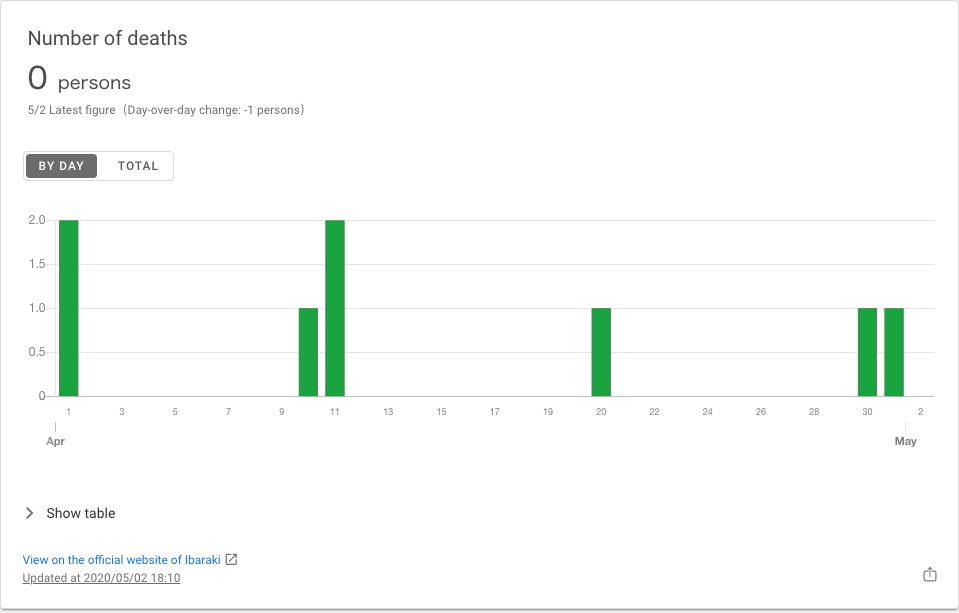 Number of deaths
0 persons
5/2 Latest figure（Day-over-day change: -1 persons）
BY DAY TOTAL
2.0
1.5
1.0
0.5
0
1 3 5 7 9 11 13 15 17 19 20 22 24 26 28 30 2
Apr May
Show table
View on the official website of Ibaraki
Updated at 2020/05/02 18:10